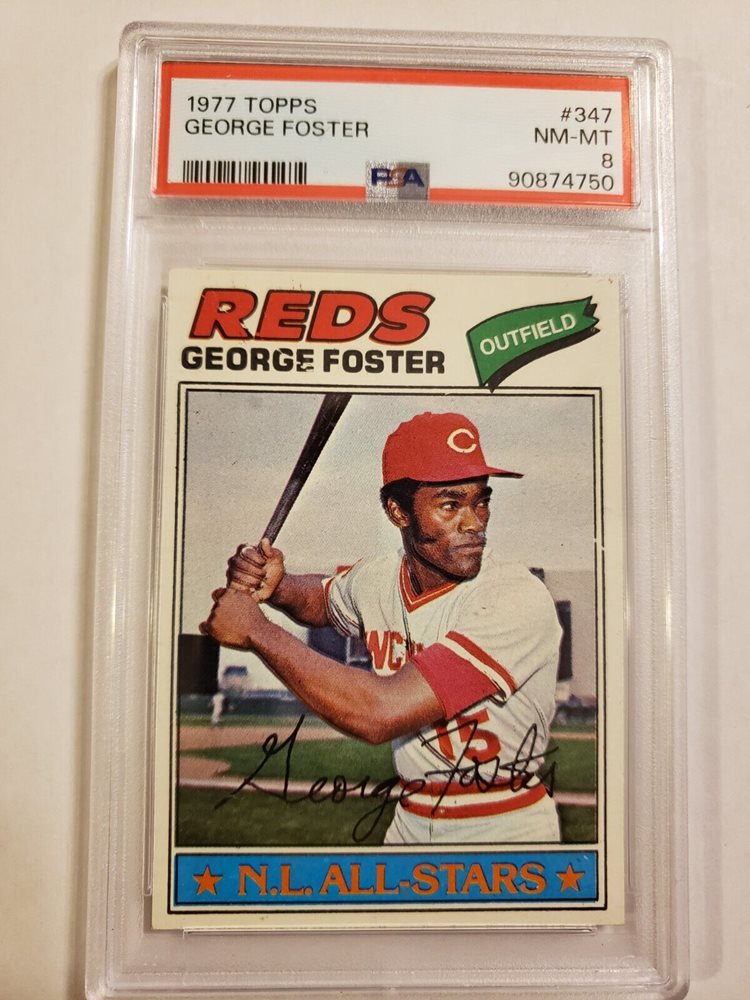 1977 TOPPS #347
GEORGE FOSTER NM-MT
8
PSA 90874750
REDS
GEORGE FOSTER
OUTFIELD
C
NC
15
George Foster
★ N.L. ALL-STARS ★